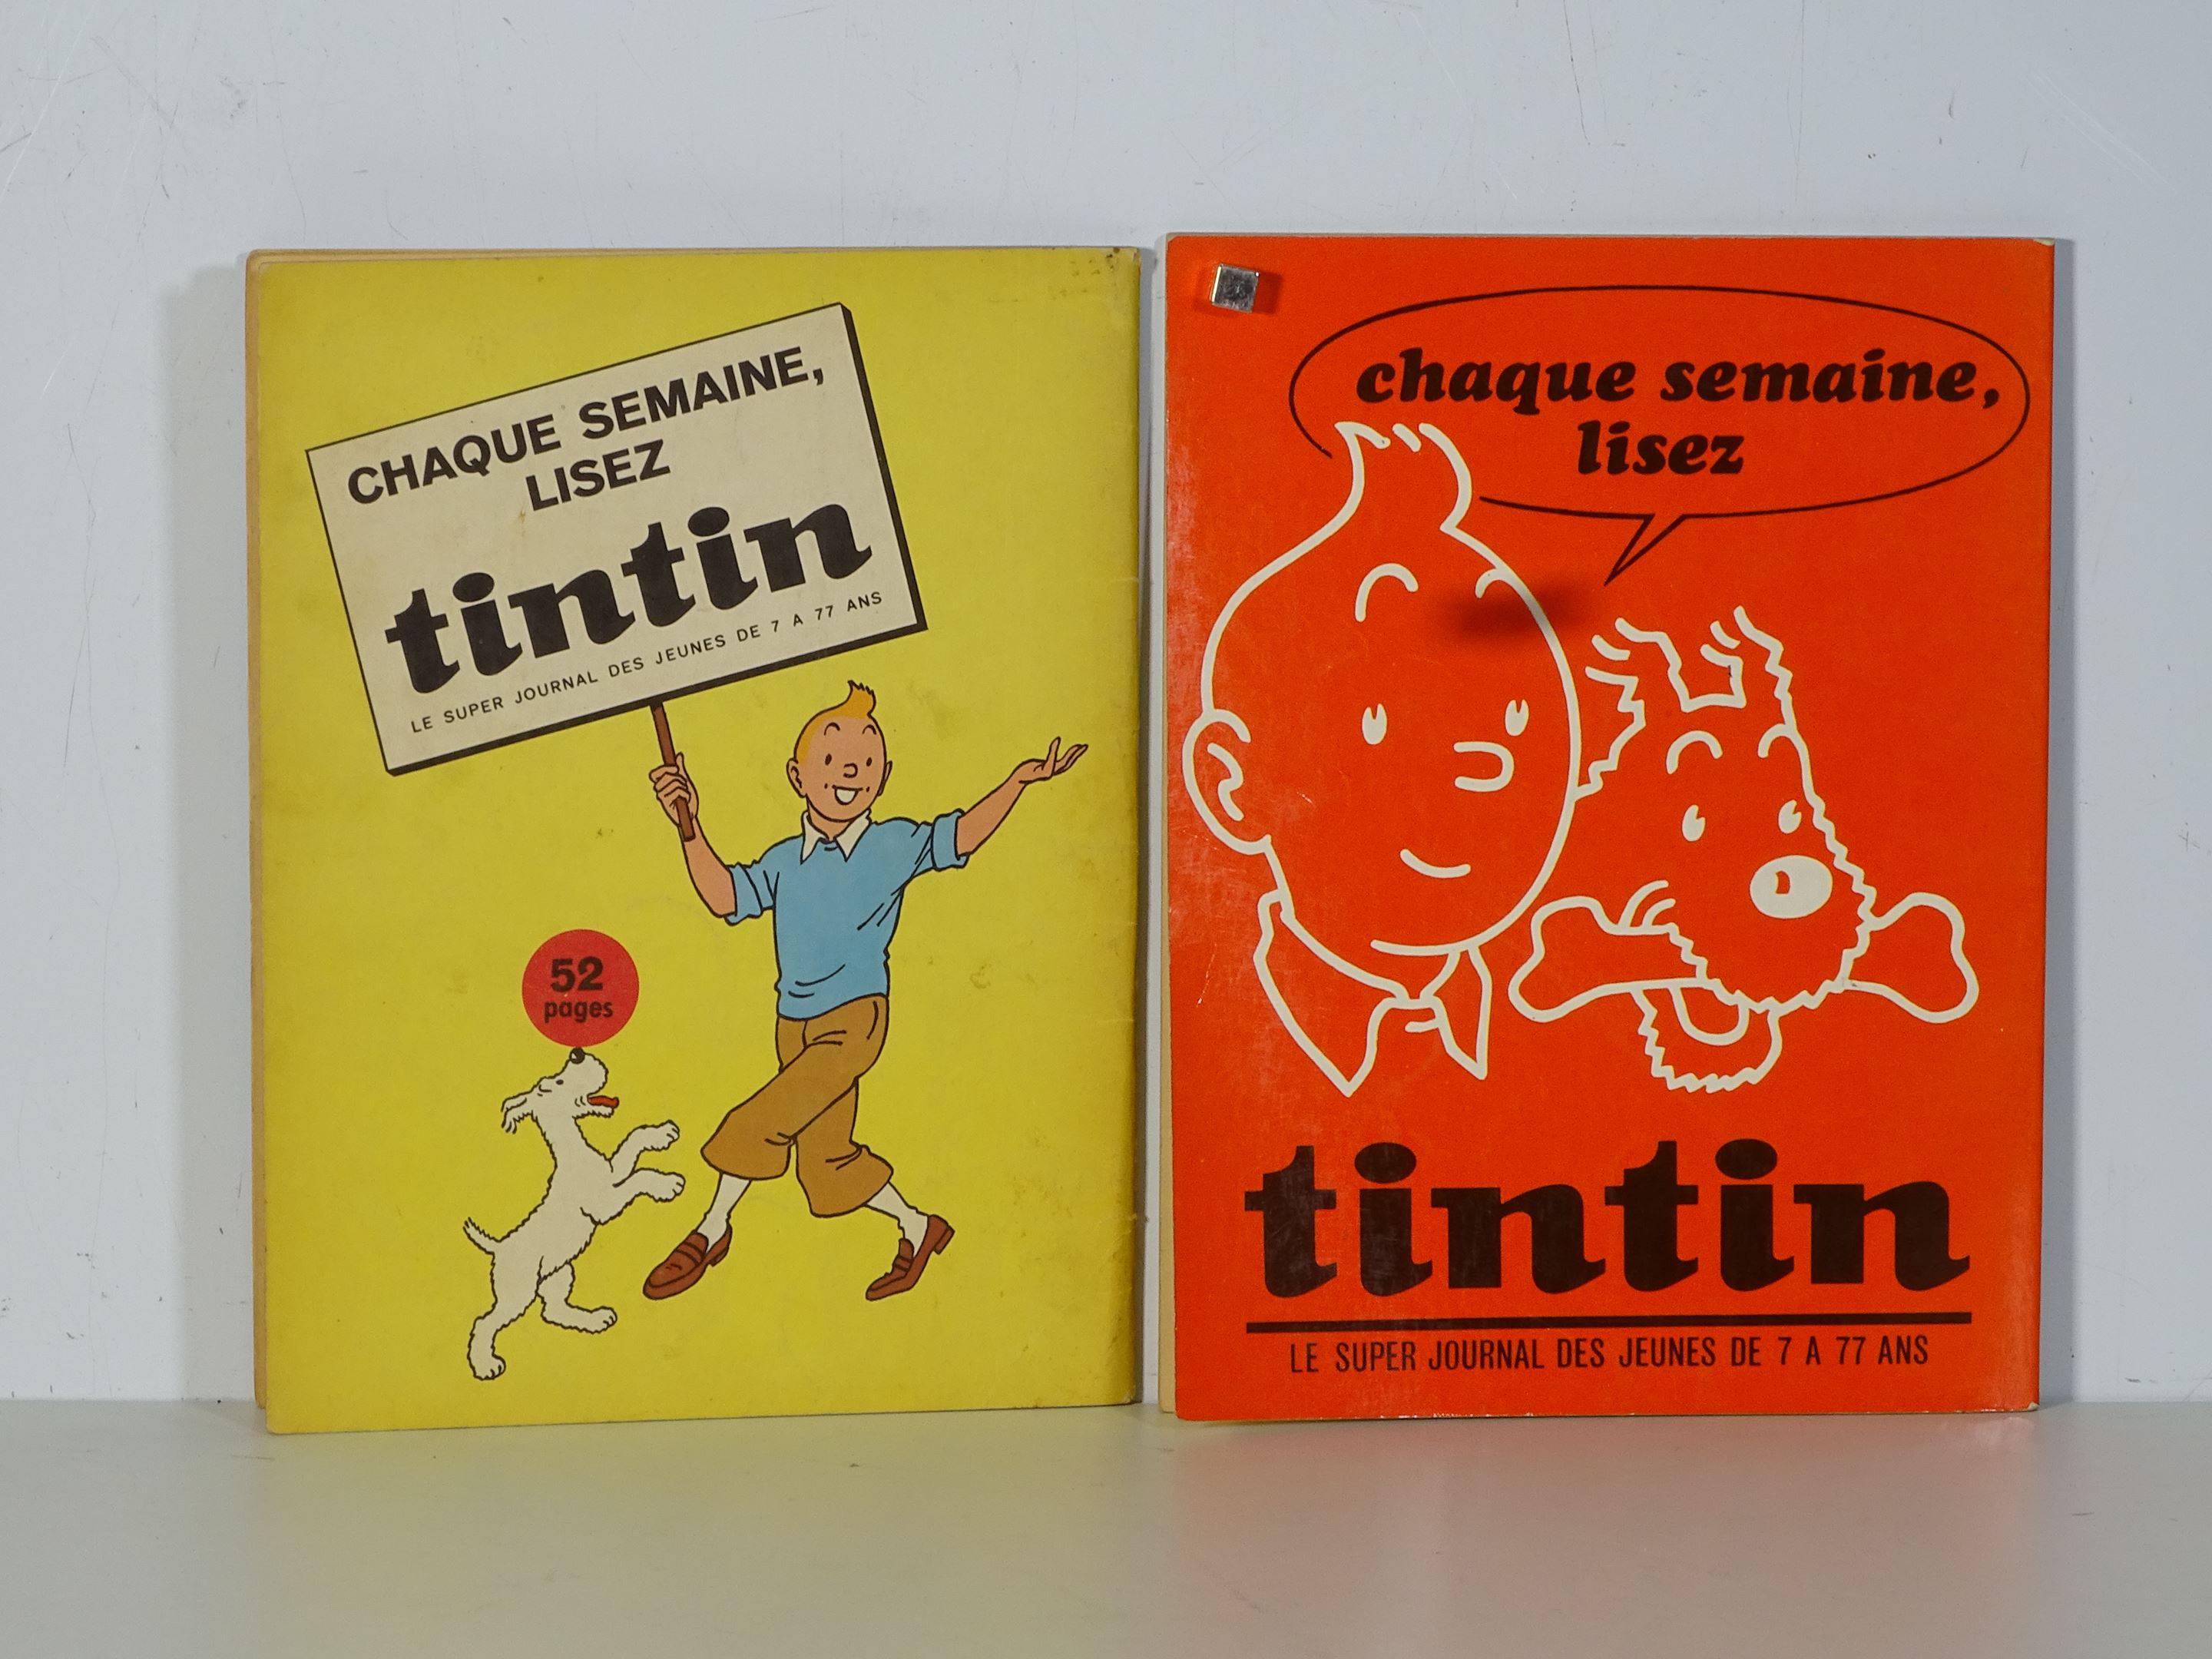 CHAQUE SEMAINE,
LISEZ
tintin
LE SUPER JOURNAL DES JEUNES DE 7 A 77 ANS
52
pages
chaque semaine,
lisez
tintin
LE SUPER JOURNAL DES JEUNES DE 7 A 77 ANS